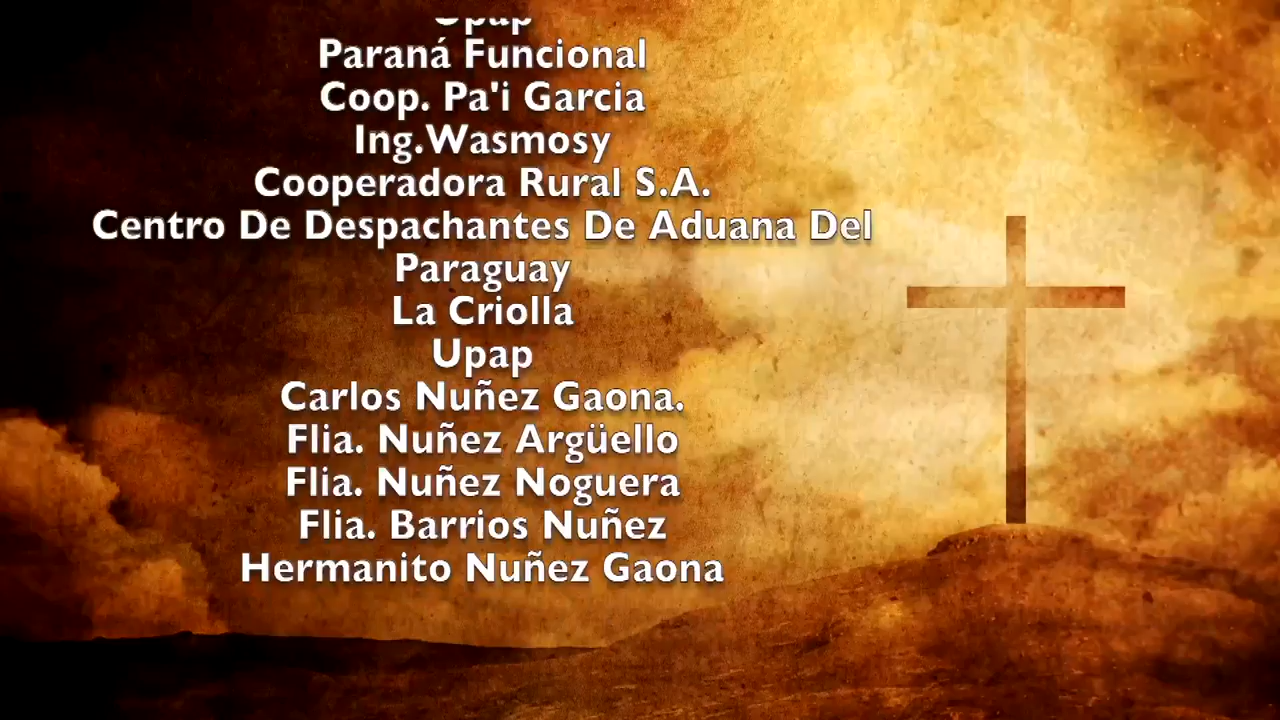 Upap
Paraná Funcional
Coop. Pa'i Garcia
Ing.Wasmosy
Cooperadora Rural S.A.
Centro De Despachantes De Aduana Del
Paraguay
La Criolla
Upap
Carlos Nuñez Gaona.
Flia. Nuñez Argüello
Flia. Nuñez Noguera
Flia. Barrios Nuñez
Hermanito Nuñez Gaona